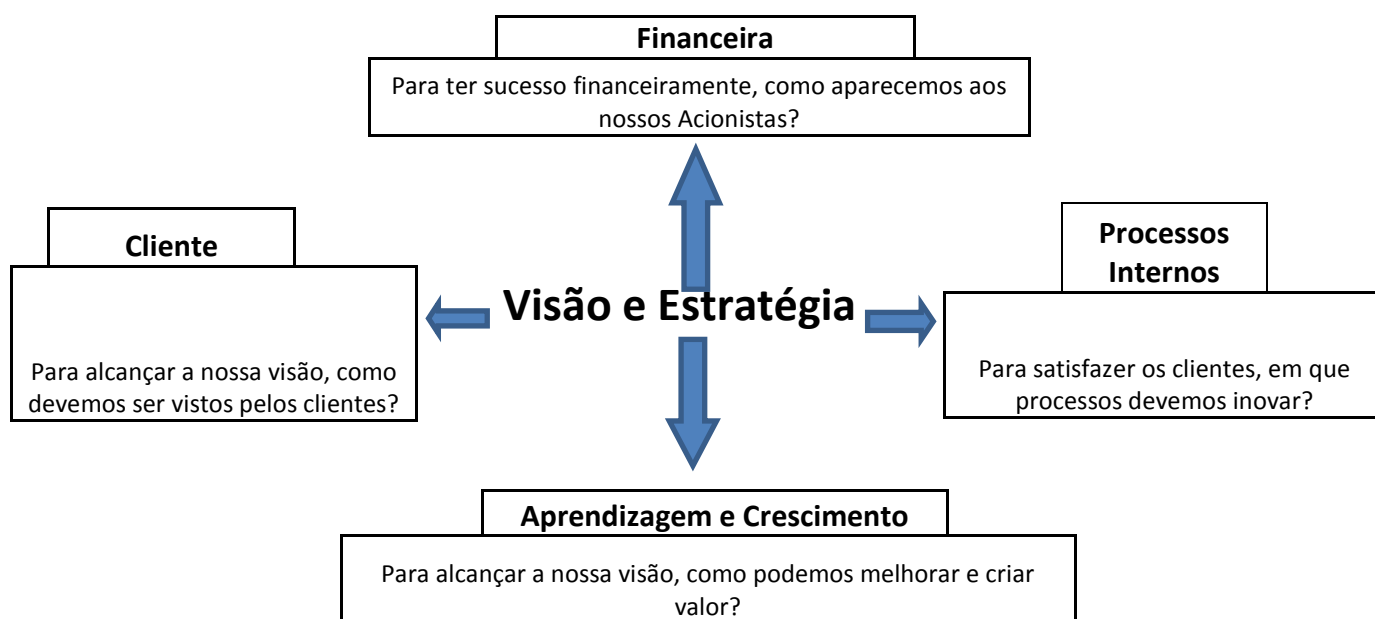 Financeira
Para ter sucesso financeiramente, como aparecemos aos
nossos Acionistas?
Cliente
Para alcançar a nossa visão, como
devemos ser vistos pelos clientes?
Visão e Estratégia
Processos
Internos
Para satisfazer os clientes, em que
processos devemos inovar?
Aprendizagem e Crescimento
Para alcançar a nossa visão, como podemos melhorar e criar
valor?